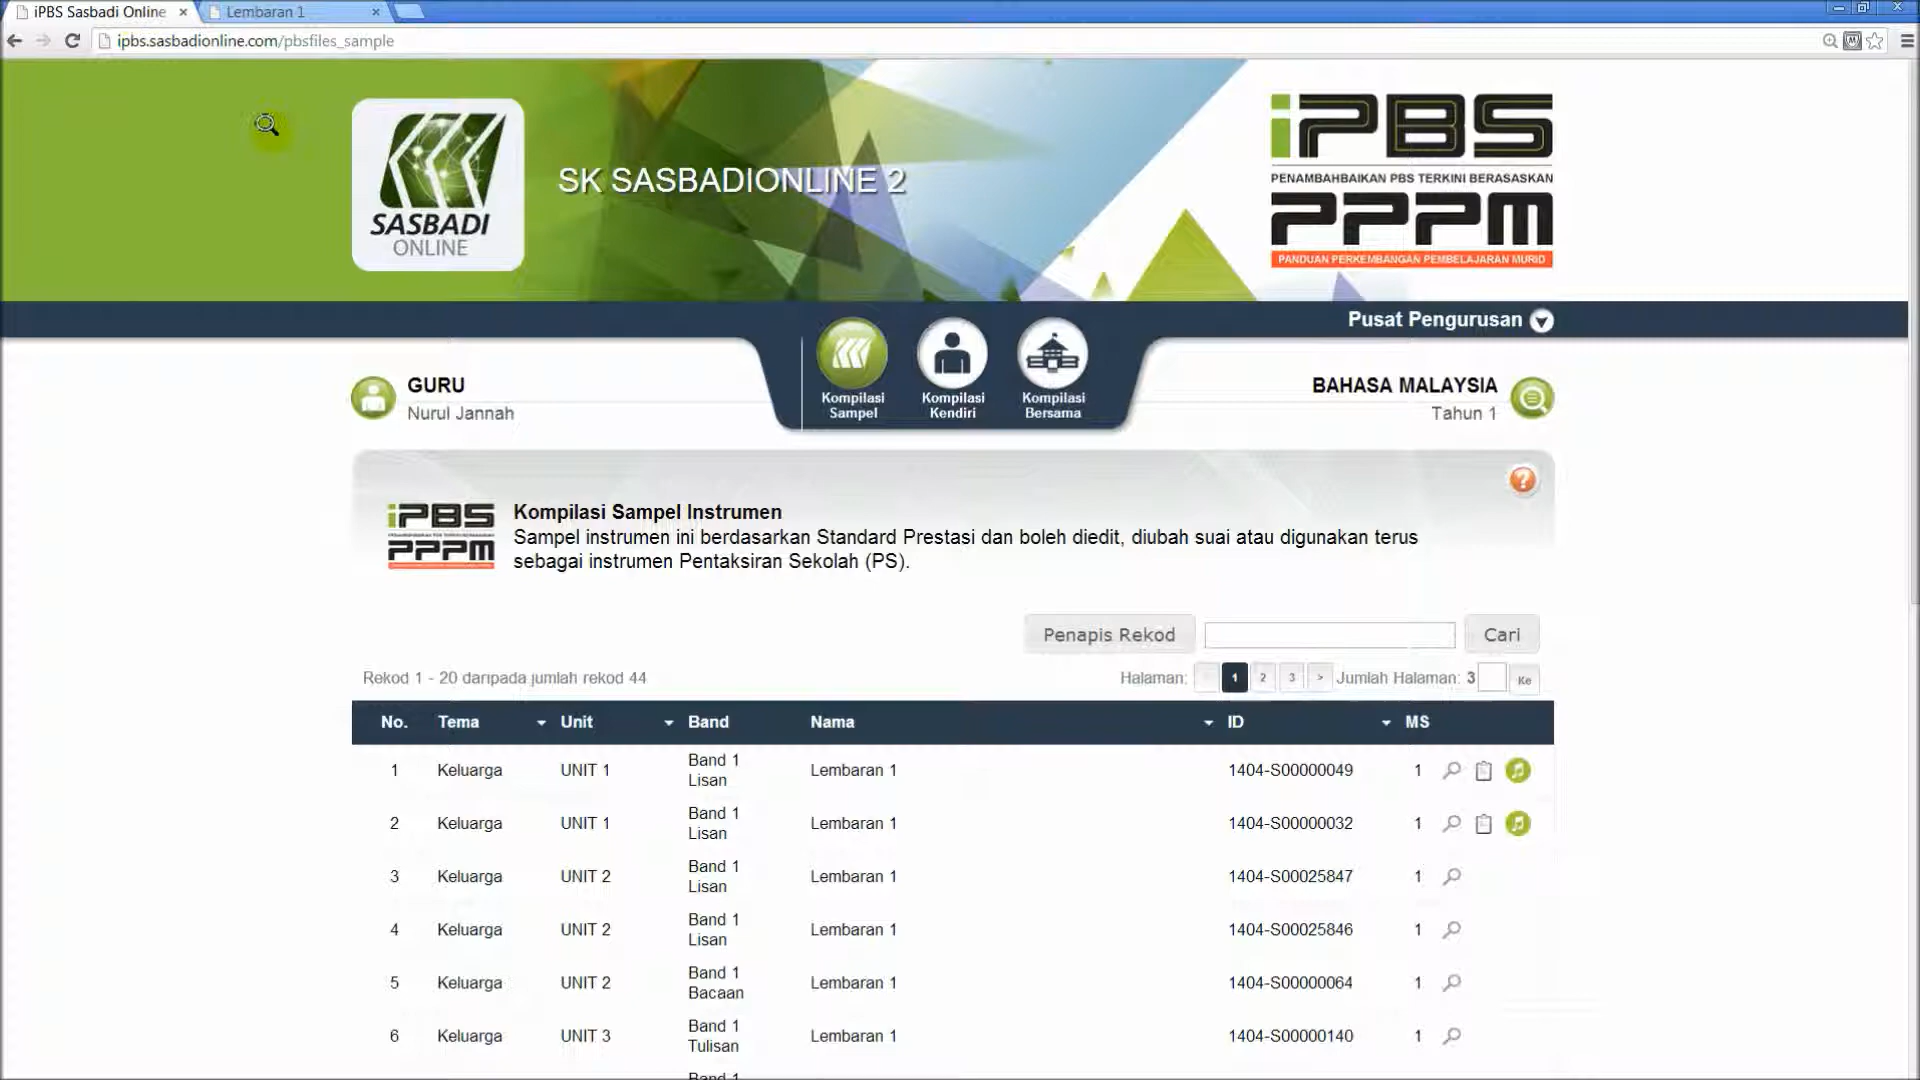 iPBS Sasbadi Online
Lembaran 1
ipbs.sasbadionline.com/pbsfiles_sample
SASBADI
ONLINE
SK SASBADIONLINE 2
iPBS
PENAMBAHBAIKAN PBS TERKINI BERASASKAN
PPPM
PANDUAN PERKEMBANGAN PEMBELAJARAN MURID
Pusat Pengurusan
GURU
Nurul Jannah
Kompilasi Sampel
Kompilasi Kendiri
Kompilasi Bersama
BAHASA MALAYSIA
Tahun 1
?
iPBS
PPPM
Kompilasi Sampel Instrumen
Sampel instrumen ini berdasarkan Standard Prestasi dan boleh diedit, diubah suai atau digunakan terus
sebagai instrumen Pentaksiran Sekolah (PS).
Penapis Rekod
Cari
Rekod 1 - 20 daripada jumlah rekod 44
Halaman: 1 2 3 > Jumlah Halaman: 3 Ke
No. Tema Unit Band Nama ID MS
1 Keluarga UNIT 1 Band 1 Lisan Lembaran 1 1404-S00000049 1
2 Keluarga UNIT 1 Band 1 Lisan Lembaran 1 1404-S00000032 1
3 Keluarga UNIT 2 Band 1 Lisan Lembaran 1 1404-S00025847 1
4 Keluarga UNIT 2 Band 1 Lisan Lembaran 1 1404-S00025846 1
5 Keluarga UNIT 2 Band 1 Bacaan Lembaran 1 1404-S00000064 1
6 Keluarga UNIT 3 Band 1 Tulisan Lembaran 1 1404-S00000140 1